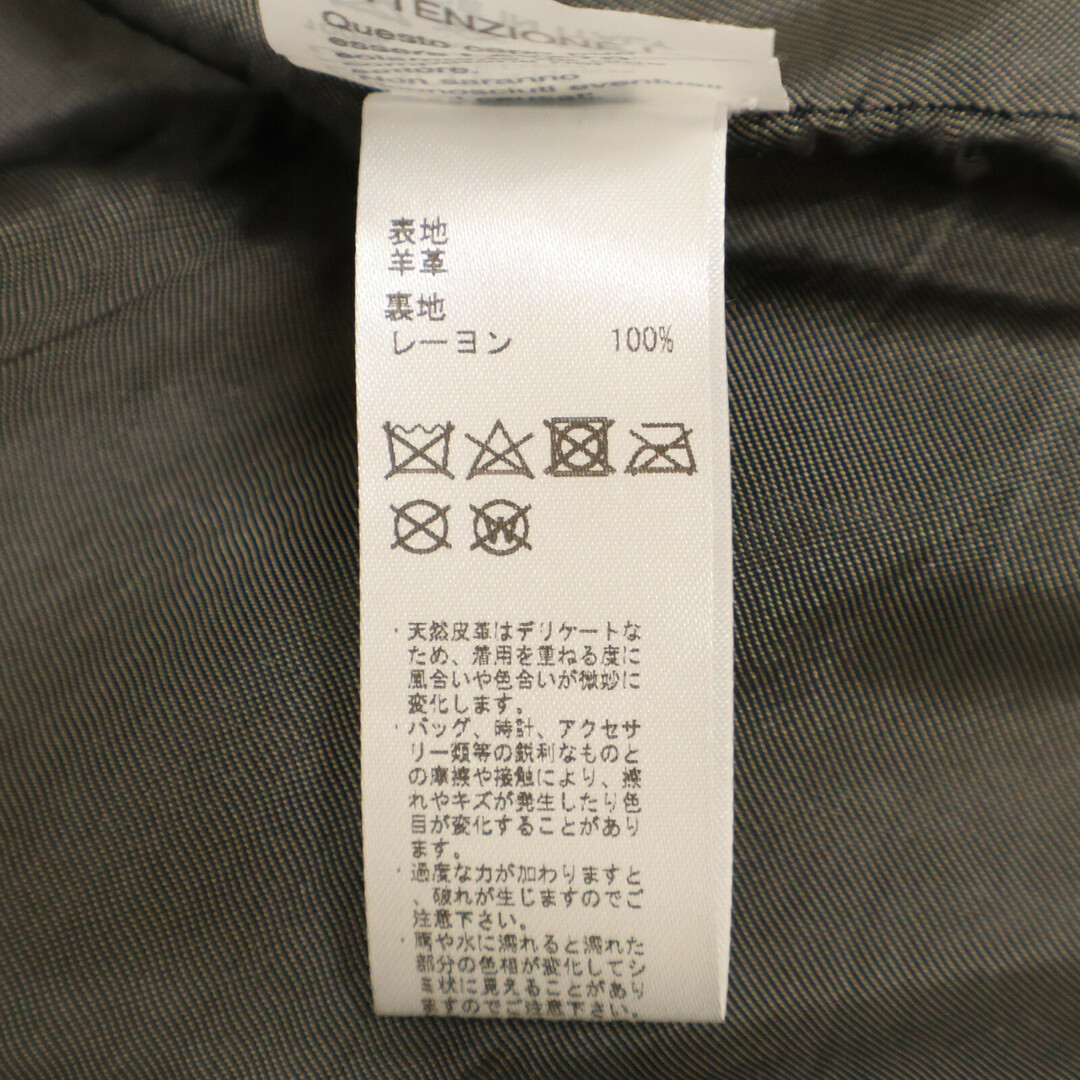 TTENZIONE
Questo
essere
Non saranno
表地
羊革
裏地
レーヨン 100%
W
・天然皮革はデリケートな
ため、着用を重ねる度に
風合いや色合いが微妙に
変化します。
・バッグ、時計、アクセサ
リー類等の鋭利なものと
の摩擦や接触により、擦
れやキズが発生したり色
目が変化することがあり
ます。
・過度な力が加わりますと
、破れが生じますのでご
注意下さい。
・雨や水に濡れると濡れた
部分の色相が変化してシ
ミ状に見えることがあり
ますのでご注意下さい。